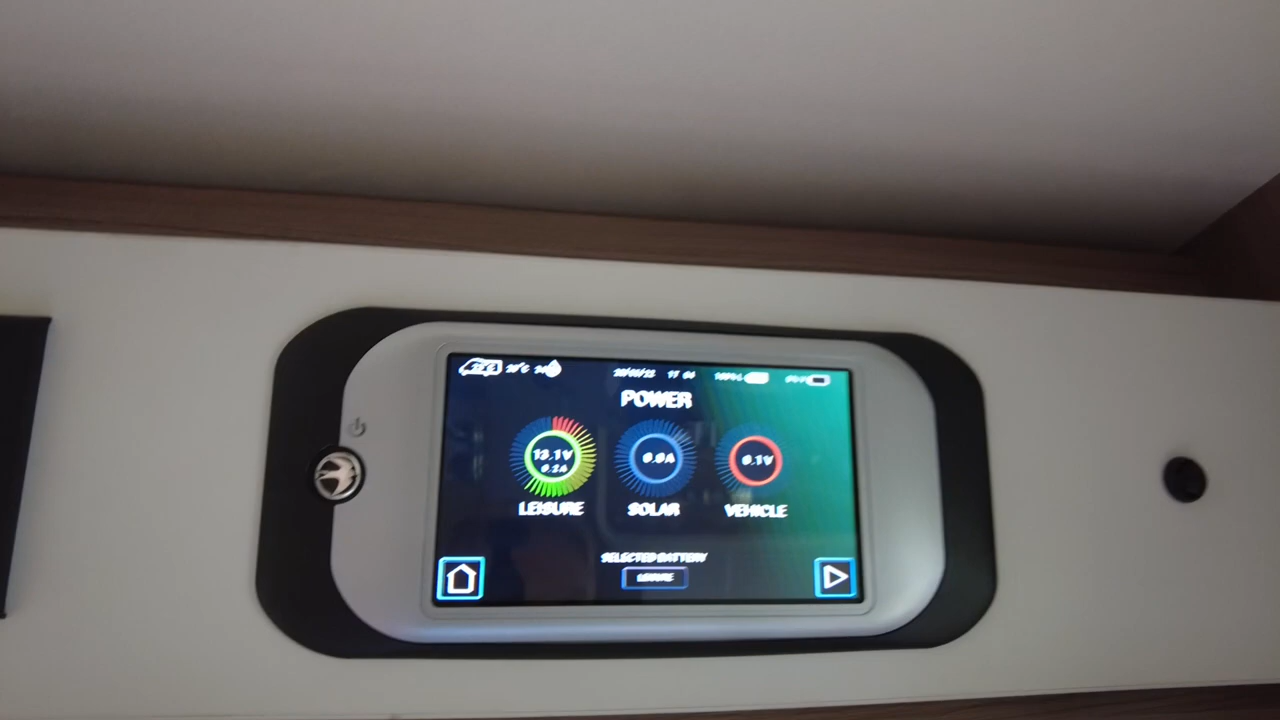 POWER
13.1V
0.2A
0.0A
0.1V
LEISURE
SOLAR
VEHICLE
SELECTED BATTERY
LEISURE